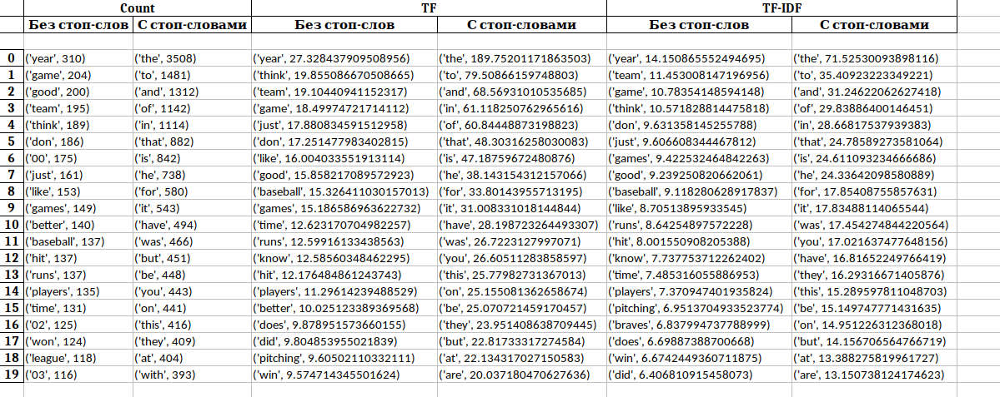 Count TF TF-IDF
Без стоп-слов С стоп-словами Без стоп-слов С стоп-словами Без стоп-слов С стоп-словами
0 ('year', 310) ('the', 3508) ('year', 27.328437909508956) ('the', 189.75201171863503) ('year', 14.150865552494695) ('the', 71.52530093898116)
1 ('game', 204) ('to', 1481) ('think', 19.855086670508665) ('to', 79.50866159748803) ('team', 11.453008147196956) ('to', 35.40923223349221)
2 ('good', 200) ('and', 1312) ('team', 19.10440941152317) ('and', 68.56931010535685) ('game', 10.78354148594148) ('and', 31.24622062627418)
3 ('team', 195) ('of', 1142) ('game', 18.49974721714112) ('in', 61.118250762965616) ('think', 10.571828814475818) ('of', 29.83886400146451)
4 ('think', 189) ('in', 1114) ('just', 17.880834591512958) ('of', 60.84448873198823) ('don', 9.631358145255788) ('in', 28.66817537939383)
5 ('don', 186) ('that', 882) ('don', 17.251477983402815) ('that', 48.30316258030083) ('just', 9.606608344467812) ('that', 24.78589273581064)
6 ('00', 175) ('is', 842) ('like', 16.004033551913114) ('is', 47.18759672480876) ('games', 9.422532464842263) ('is', 24.611093234666686)
7 ('just', 161) ('he', 738) ('good', 15.858217089572923) ('he', 38.143154312157066) ('good', 9.239250820662061) ('he', 24.33642098580889)
8 ('like', 153) ('for', 580) ('baseball', 15.326411030157013) ('for', 33.80143955713195) ('baseball', 9.118280628917837) ('for', 17.85408755857631)
9 ('games', 149) ('it', 543) ('games', 15.186586963622732) ('it', 31.008331018144844) ('like', 8.70513895933545) ('it', 17.83488114065544)
10 ('better', 140) ('have', 494) ('time', 12.623170704982257) ('have', 28.198723264493307) ('runs', 8.64254897572228) ('was', 17.454274844220564)
11 ('baseball', 137) ('was', 466) ('runs', 12.59916133438563) ('was', 26.7223127997071) ('hit', 8.001550908205388) ('you', 17.021637477648156)
12 ('hit', 137) ('but', 451) ('know', 12.58560348462295) ('you', 26.60511283858597) ('know', 7.737753712262402) ('have', 16.81652249766419)
13 ('runs', 137) ('be', 448) ('hit', 12.176484861243743) ('this', 25.77982731367013) ('time', 7.485316055886953) ('they', 16.29316671405876)
14 ('players', 135) ('you', 443) ('players', 11.29614239488529) ('on', 25.155081362658674) ('players', 7.370947401935824) ('this', 15.289597811048703)
15 ('time', 131) ('on', 441) ('better', 10.025123389369568) ('be', 25.070721459170457) ('pitching', 6.9513704933523774) ('be', 15.149747771431635)
16 ('02', 125) ('this', 416) ('does', 9.878951573660155) ('they', 23.951408638709445) ('braves', 6.837994737788999) ('on', 14.951226312368018)
17 ('won', 124) ('they', 409) ('did', 9.804853955021839) ('but', 22.81733317274584) ('does', 6.69887388700668) ('but', 14.156706564766719)
18 ('league', 118) ('at', 404) ('pitching', 9.60502110332111) ('at', 22.134317027150583) ('win', 6.6742449360711875) ('at', 13.388275819961727)
19 ('03', 116) ('with', 393) ('win', 9.574714345501624) ('are', 20.037180470627636) ('did', 6.406810915458073) ('are', 13.150738124174623)